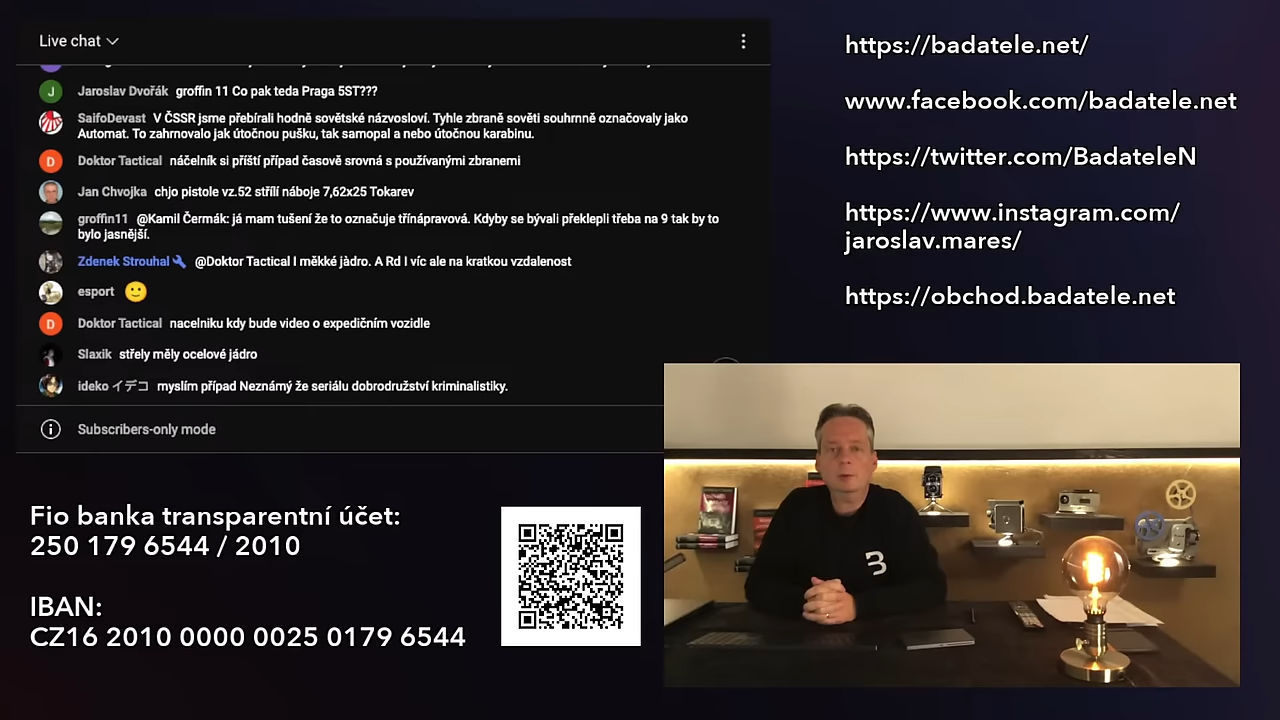 Live chat
Jaroslav Dvořák groffin 11 Co pak teda Praga 5ST???
SaifoDevast V ČSSR jsme přebírali hodně sovětské názvosloví. Tyhle zbraně sověti souhrnně označovaly jako
Automat. To zahrnovalo jak útočnou pušku, tak samopal a nebo útočnou karabinu.
Doktor Tactical náčelník si příští případ časově srovná s používanými zbranemi
Jan Chvojka chjo pistole vz.52 střílí náboje 7,62x25 Tokarev
groffin11 @Kamil Čermák: já mam tušení že to označuje třínápravová. Kdyby se bývali překlepli třeba na 9 tak by to
bylo jasnější.
Zdenek Strouhal @Doktor Tactical I měkké jàdro. A Rd I víc ale na kratkou vzdalenost
esport
Doktor Tactical nacelniku kdy bude video o expedičním vozidle
Slaxik střely měly ocelové jádro
ideko イデコ myslím případ Neznámý že seriálu dobrodružství kriminalistiky.
Subscribers-only mode
https://badatele.net/
www.facebook.com/badatele.net
https://twitter.com/BadateleN
https://www.instagram.com/
jaroslav.mares/
https://obchod.badatele.net
Fio banka transparentní účet:
250 179 6544 / 2010
IBAN:
CZ16 2010 0000 0025 0179 6544